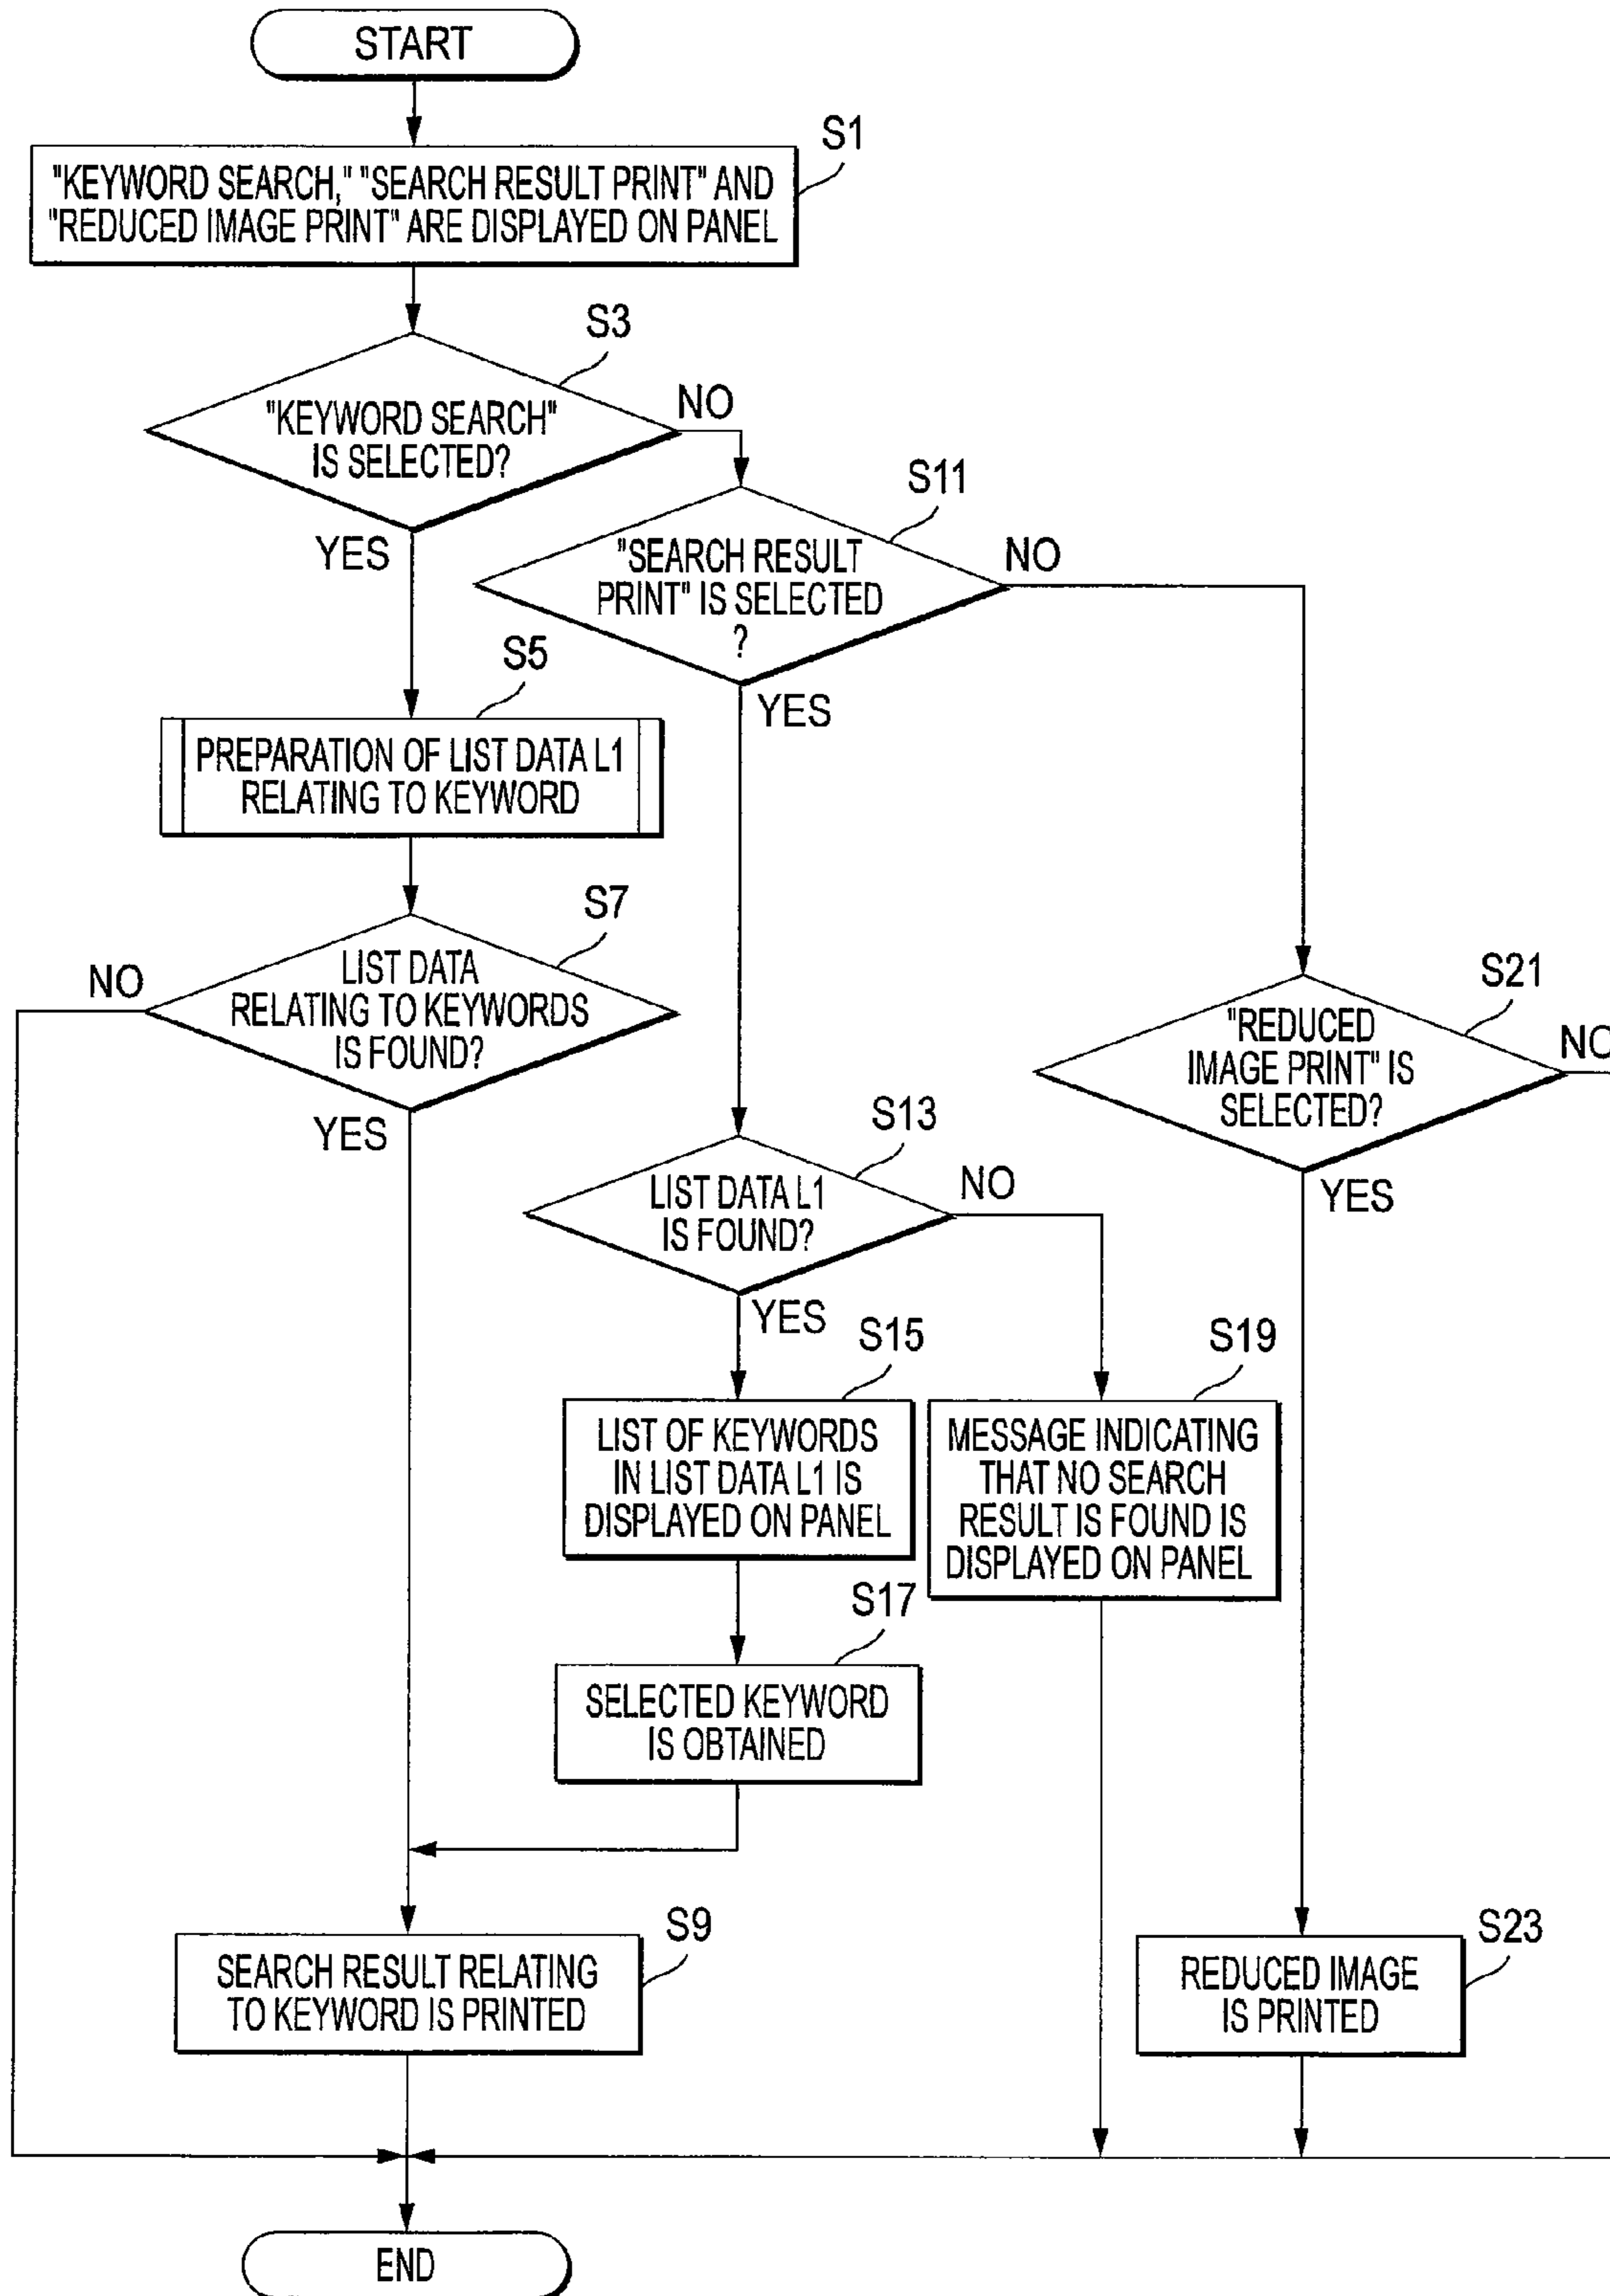 START
S1
"KEYWORD SEARCH," "SEARCH RESULT PRINT" AND
"REDUCED IMAGE PRINT" ARE DISPLAYED ON PANEL
S3
"KEYWORD SEARCH"
IS SELECTED?
NO
YES
S11
"SEARCH RESULT
PRINT" IS SELECTED
?
NO
YES
S5
PREPARATION OF LIST DATA L1
RELATING TO KEYWORD
S7
LIST DATA
RELATING TO KEYWORDS
IS FOUND?
NO
YES
S21
"REDUCED
IMAGE PRINT" IS
SELECTED?
NO
YES
S13
LIST DATA L1
IS FOUND?
NO
YES
S15
LIST OF KEYWORDS
IN LIST DATA L1 IS
DISPLAYED ON PANEL
S19
MESSAGE INDICATING
THAT NO SEARCH
RESULT IS FOUND IS
DISPLAYED ON PANEL
S17
SELECTED KEYWORD
IS OBTAINED
S9
SEARCH RESULT RELATING
TO KEYWORD IS PRINTED
S23
REDUCED IMAGE
IS PRINTED
END